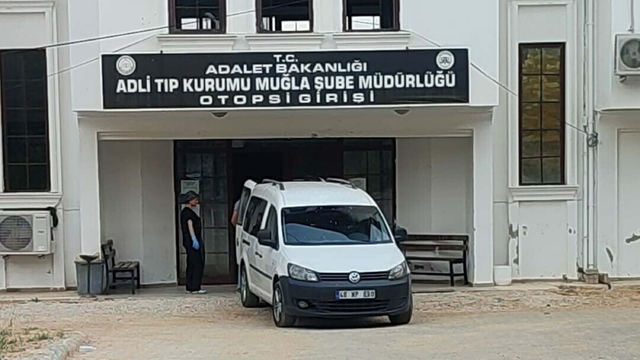 T.C.
ADALET BAKANLIĞI
ADLİ TIP KURUMU MUĞLA ŞUBE MÜDÜRLÜĞÜ
OTOPSİ GİRİŞİ